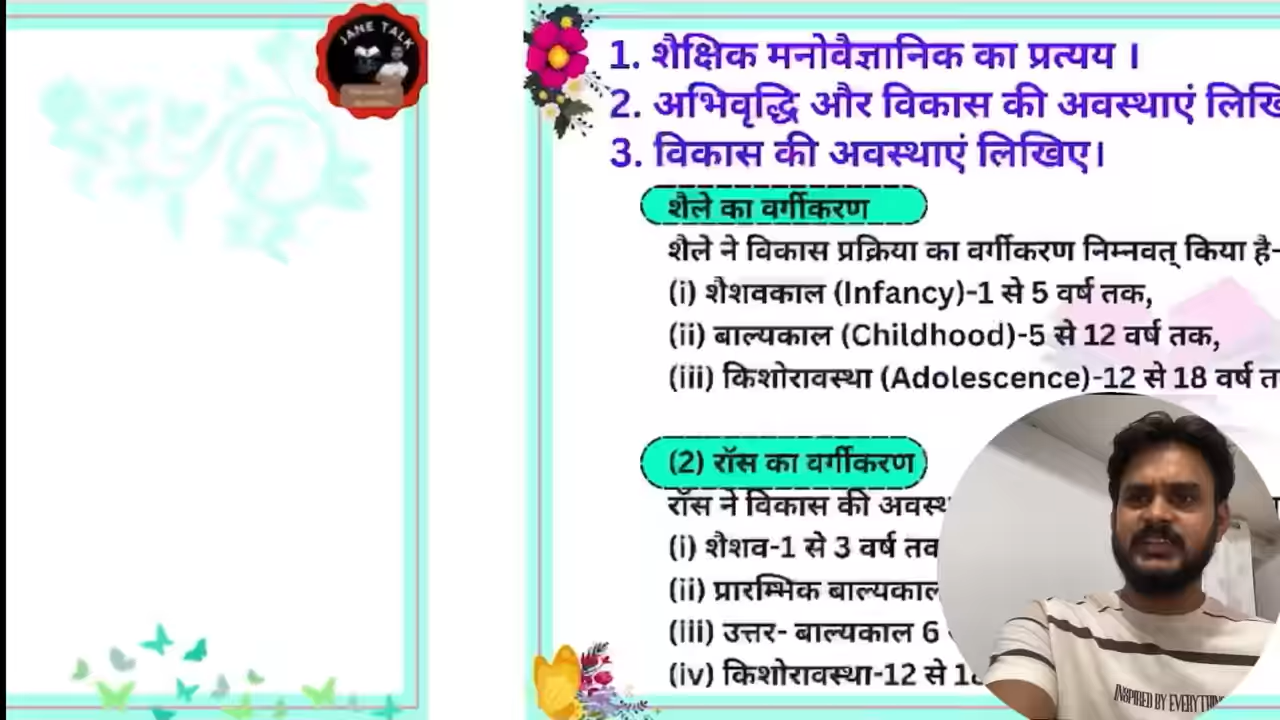 JANE TALK
1. शैक्षिक मनोवैज्ञानिक का प्रत्यय ।
2. अभिवृद्धि और विकास की अवस्थाएं
3. विकास की अवस्थाएं लिखिए।
शैले का वर्गीकरण
शैले ने विकास प्रक्रिया का वर्गीकरण निम्नवत् किया है-
(i) शैशवकाल (Infancy)-1 से 5 वर्ष तक,
(ii) बाल्यकाल (Childhood)-5 से 12 वर्ष तक,
(iii) किशोरावस्था (Adolescence)-12 से 18 वर्ष
(2) रॉस का वर्गीकरण
रॉस ने विकास की
(i) शैशव-1 से 3 वर्ष
(ii) प्रारम्भिक बाल्यकाल
(iii) उत्तर- बाल्यकाल 6
(iv) किशोरावस्था-12 से
INSPIRED BY EVERYTHING